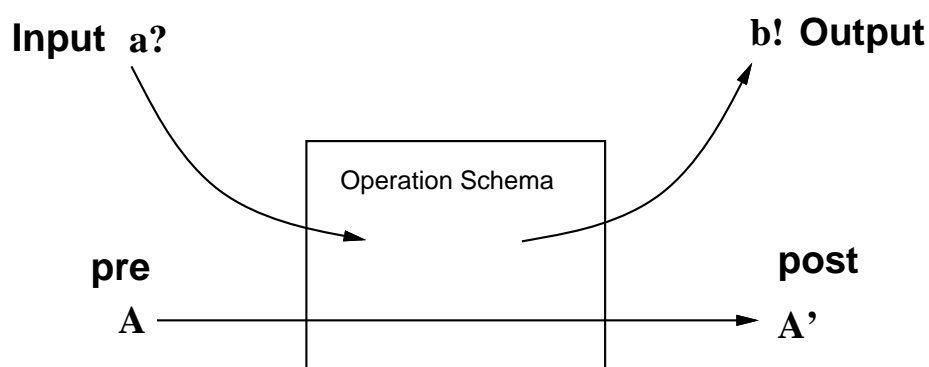 Input a?
b! Output
Operation Schema
pre
post
A
A’